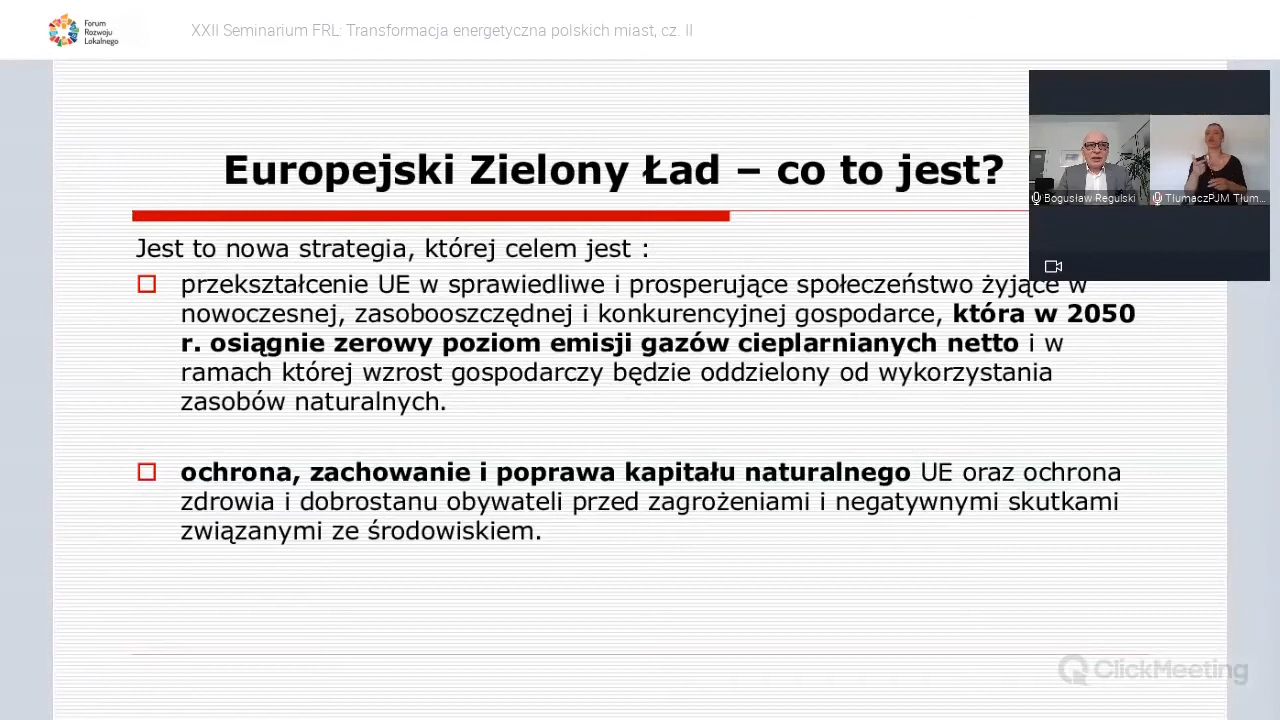 Forum
Rozwoju
Lokalnego
XXII Seminarium FRL: Transformacja energetyczna polskich miast, cz. II
Europejski Zielony Ład – co to jest?
Jest to nowa strategia, której celem jest :
przekształcenie UE w sprawiedliwe i prosperujące społeczeństwo żyjące w
nowoczesnej, zasobooszczędnej i konkurencyjnej gospodarce, która w 2050
r. osiągnie zerowy poziom emisji gazów cieplarnianych netto i w
ramach której wzrost gospodarczy będzie oddzielony od wykorzystania
zasobów naturalnych.
ochrona, zachowanie i poprawa kapitału naturalnego UE oraz ochrona
zdrowia i dobrostanu obywateli przed zagrożeniami i negatywnymi skutkami
związanymi ze środowiskiem.
Bogusław Regulski
TłumaczPJM Tłum...
ClickMeeting